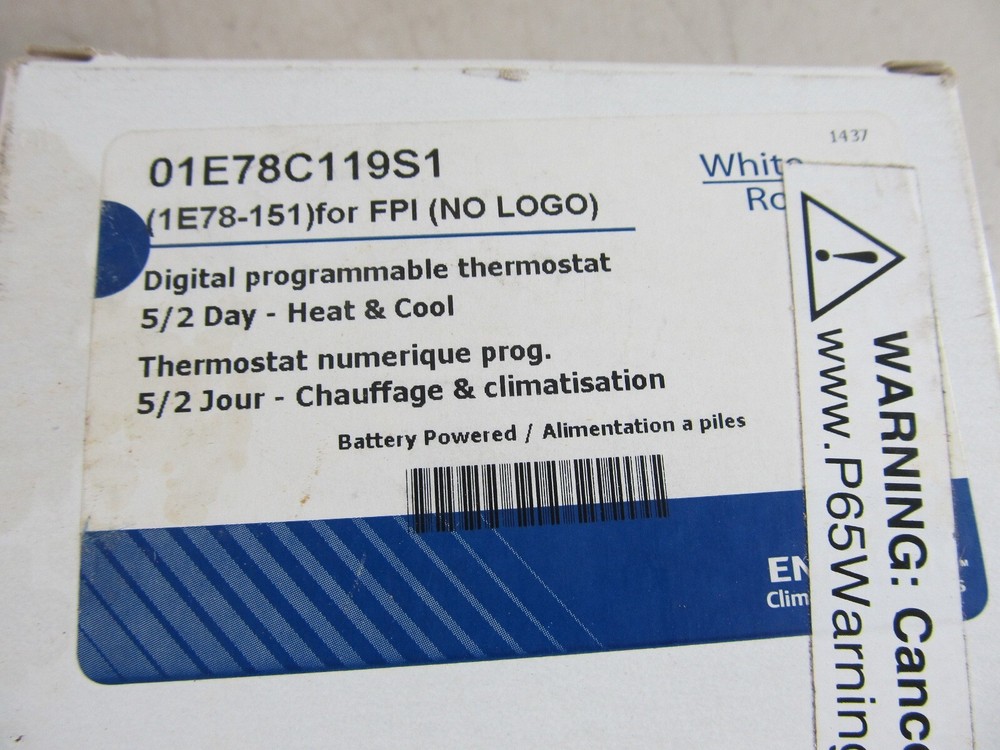 1437
01E78C119S1
(1E78-151)for FPI (NO LOGO)
Digital programmable thermostat
5/2 Day - Heat & Cool
Thermostat numerique prog.
5/2 Jour - Chauffage & climatisation
Battery Powered / Alimentation a piles
WARNING: Canc
www.P65Warning